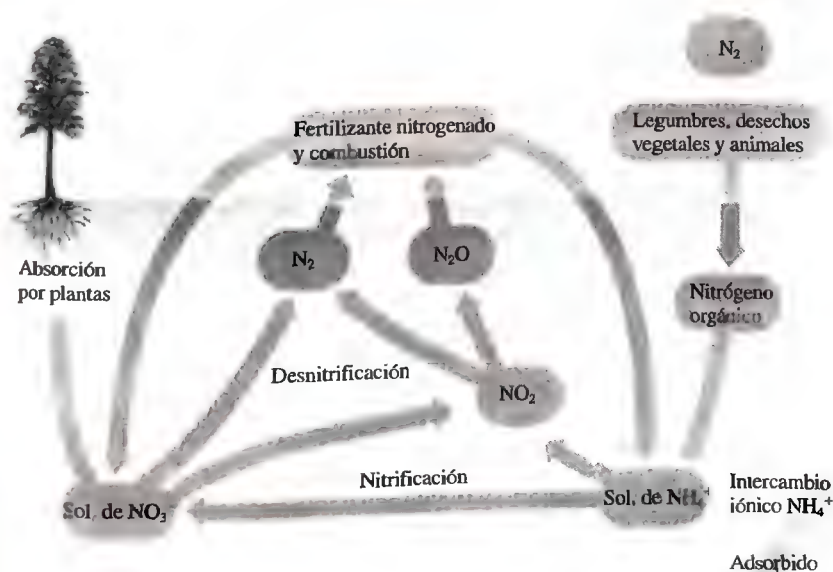 N₂
Legumbres, desechos
vegetales y animales
Fertilizante nitrogenado
y combustión
N₂
N₂O
Absorción
por plantas
Nitrógeno
orgánico
Desnitrificación
NO₂
Nitrificación
Sol. de NO₃⁻
Sol. de NH₄⁺
Intercambio
iónico NH₄⁺
Adsorbido